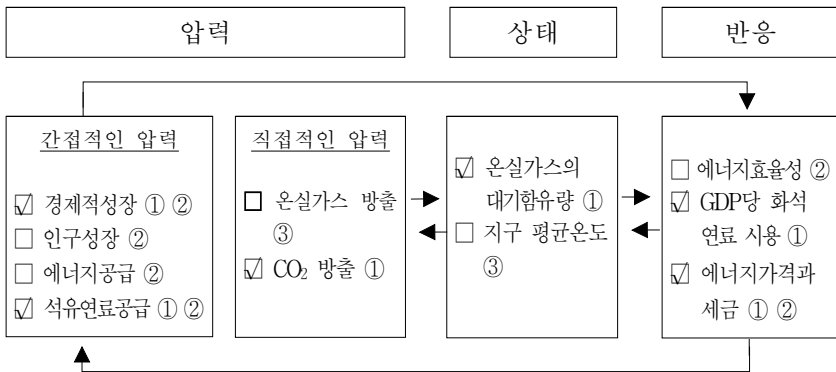 압력
상태
반응
간접적인 압력
☑ 경제적성장 ① ②
☐ 인구성장 ②
☐ 에너지공급 ②
☑ 석유연료공급 ① ②
직접적인 압력
☐ 온실가스 방출
③
☑ CO₂ 방출 ①
☑ 온실가스의
대기함유량 ①
☐ 지구 평균온도
③
☐ 에너지효율성 ②
☑ GDP당 화석
연료 시용 ①
☑ 에너지가격과
세금 ① ②